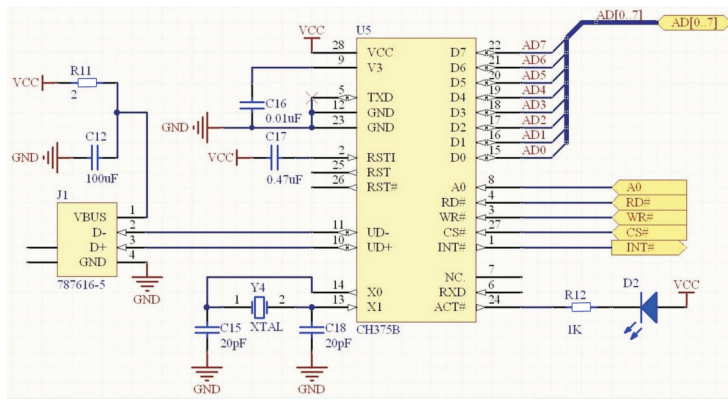 U5
AD[0..7]
AD[0..7]
VCC
28
VCC
D7
22
AD7
9
V3
D6
21
AD6
D5
20
AD5
VCC
R11
2
5
TXD
D4
19
AD4
C16
0.01uF
12
GND
D3
18
AD3
GND
23
GND
D2
17
AD2
C17
D1
16
AD1
GND
C12
100uF
VCC
0.47uF
2
RSTI
D0
15
AD0
25
RST
26
RST#
A0
8
A0
J1
RD#
4
RD#
VBUS
1
WR#
3
WR#
D-
2
11
UD-
CS#
27
CS#
D+
3
10
UD+
INT#
1
INT#
GND
4
787616-5
GND
NC.
7
Y4
14
X0
RXD
6
R12
D2
VCC
1
2
13
X1
ACT#
24
1K
C15
20pF
XTAL
C18
20pF
CH375B
GND
GND